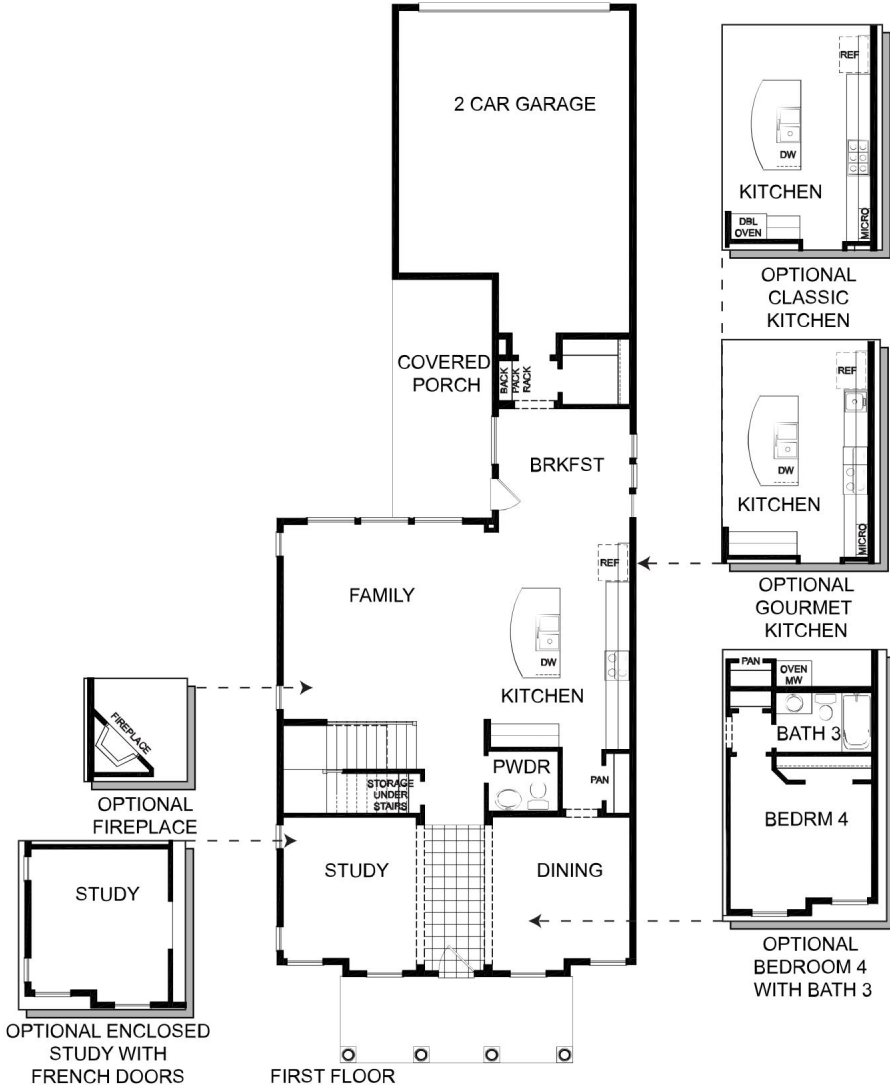 2 CAR GARAGE
COVERED
PORCH
BACK
PACK
RACK
BRKFST
REF
FAMILY
DW
KITCHEN
PWDR
PAN
STORAGE
UNDER
STAIRS
STUDY
DINING
FIRST FLOOR
REF
DW
KITCHEN
DBL
OVEN
MICRO
OPTIONAL
CLASSIC
KITCHEN
REF
DW
KITCHEN
MICRO
OPTIONAL
GOURMET
KITCHEN
PAN
OVEN
MW
BATH 3
BEDRM 4
OPTIONAL
BEDROOM 4
WITH BATH 3
FIREPLACE
OPTIONAL
FIREPLACE
STUDY
OPTIONAL ENCLOSED
STUDY WITH
FRENCH DOORS